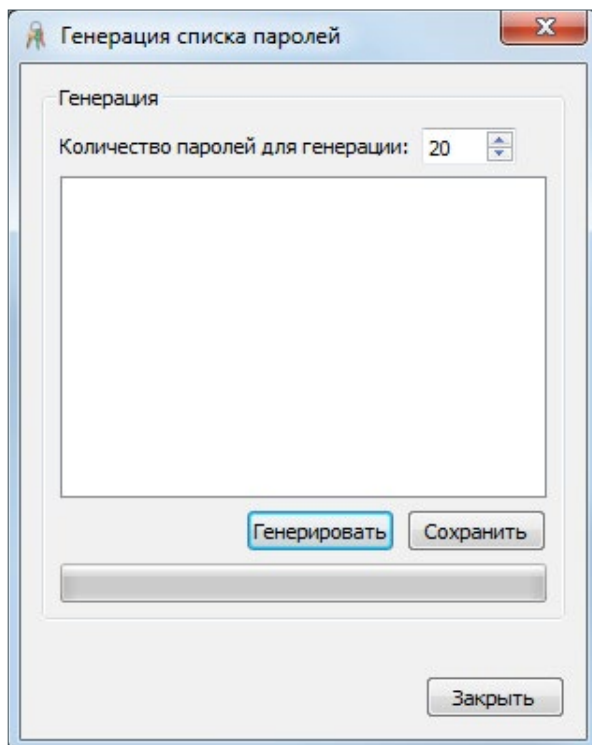 Генерация списка паролей
Генерация
Количество паролей для генерации: 20
Генерировать Сохранить
Закрыть